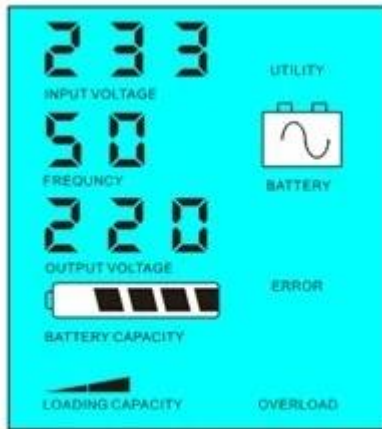 233
UTILITY
INPUT VOLTAGE
50
FREQUNCY
BATTERY
220
OUTPUT VOLTAGE
ERROR
BATTERY CAPACITY
LOADING CAPACITY
OVERLOAD